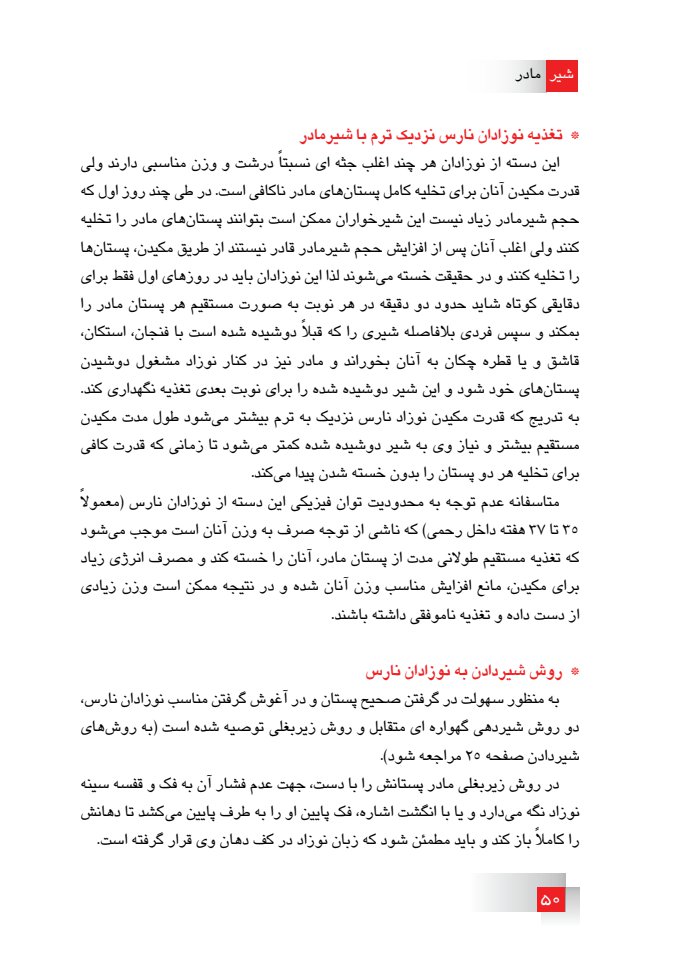 شیر مادر
* تغذیه نوزادان نارس نزدیک ترم با شیرمادر
این دسته از نوزادان هر چند اغلب جثه ای نسبتاً درشت و وزن مناسبی دارند ولی
قدرت مکیدن آنان برای تخلیه کامل پستان‌های مادر ناکافی است. در طی چند روز اول که
حجم شیرمادر زیاد نیست این شیرخواران ممکن است بتوانند پستان‌های مادر را تخلیه
کنند ولی اغلب آنان پس از افزایش حجم شیرمادر قادر نیستند از طریق مکیدن، پستان‌ها
را تخلیه کنند و در حقیقت خسته می‌شوند لذا این نوزادان باید در روزهای اول فقط برای
دقایقی کوتاه شاید حدود دو دقیقه در هر نوبت به صورت مستقیم هر پستان مادر را
بمکند و سپس فردی بلافاصله شیری را که قبلاً دوشیده شده است با فنجان، استکان،
قاشق و یا قطره چکان به آنان بخوراند و مادر نیز در کنار نوزاد مشغول دوشیدن
پستان‌های خود شود و این شیر دوشیده شده را برای نوبت بعدی تغذیه نگهداری کند.
به تدریج که قدرت مکیدن نوزاد نارس نزدیک به ترم بیشتر می‌شود طول مدت مکیدن
مستقیم بیشتر و نیاز وی به شیر دوشیده شده کمتر می‌شود تا زمانی که قدرت کافی
برای تخلیه هر دو پستان را بدون خسته شدن پیدا می‌کند.
متاسفانه عدم توجه به محدودیت توان فیزیکی این دسته از نوزادان نارس (معمولاً
۳۵ تا ۳۷ هفته داخل رحمی) که ناشی از توجه صرف به وزن آنان است موجب می‌شود
که تغذیه مستقیم طولانی مدت از پستان مادر، آنان را خسته کند و مصرف انرژی زیاد
برای مکیدن، مانع افزایش مناسب وزن آنان شده و در نتیجه ممکن است وزن زیادی
از دست داده و تغذیه ناموفقی داشته باشند.
* روش شیردادن به نوزادان نارس
به منظور سهولت در گرفتن صحیح پستان و در آغوش گرفتن مناسب نوزادان نارس،
دو روش شیردهی گهواره ای متقابل و روش زیربغلی توصیه شده است (به روش‌های
شیردادن صفحه ۲۵ مراجعه شود).
در روش زیربغلی مادر پستانش را با دست، جهت عدم فشار آن به فک و قفسه سینه
نوزاد نگه می‌دارد و یا با انگشت اشاره، فک پایین او را به طرف پایین می‌کشد تا دهانش
را کاملاً باز کند و باید مطمئن شود که زبان نوزاد در کف دهان وی قرار گرفته است.
۵۰